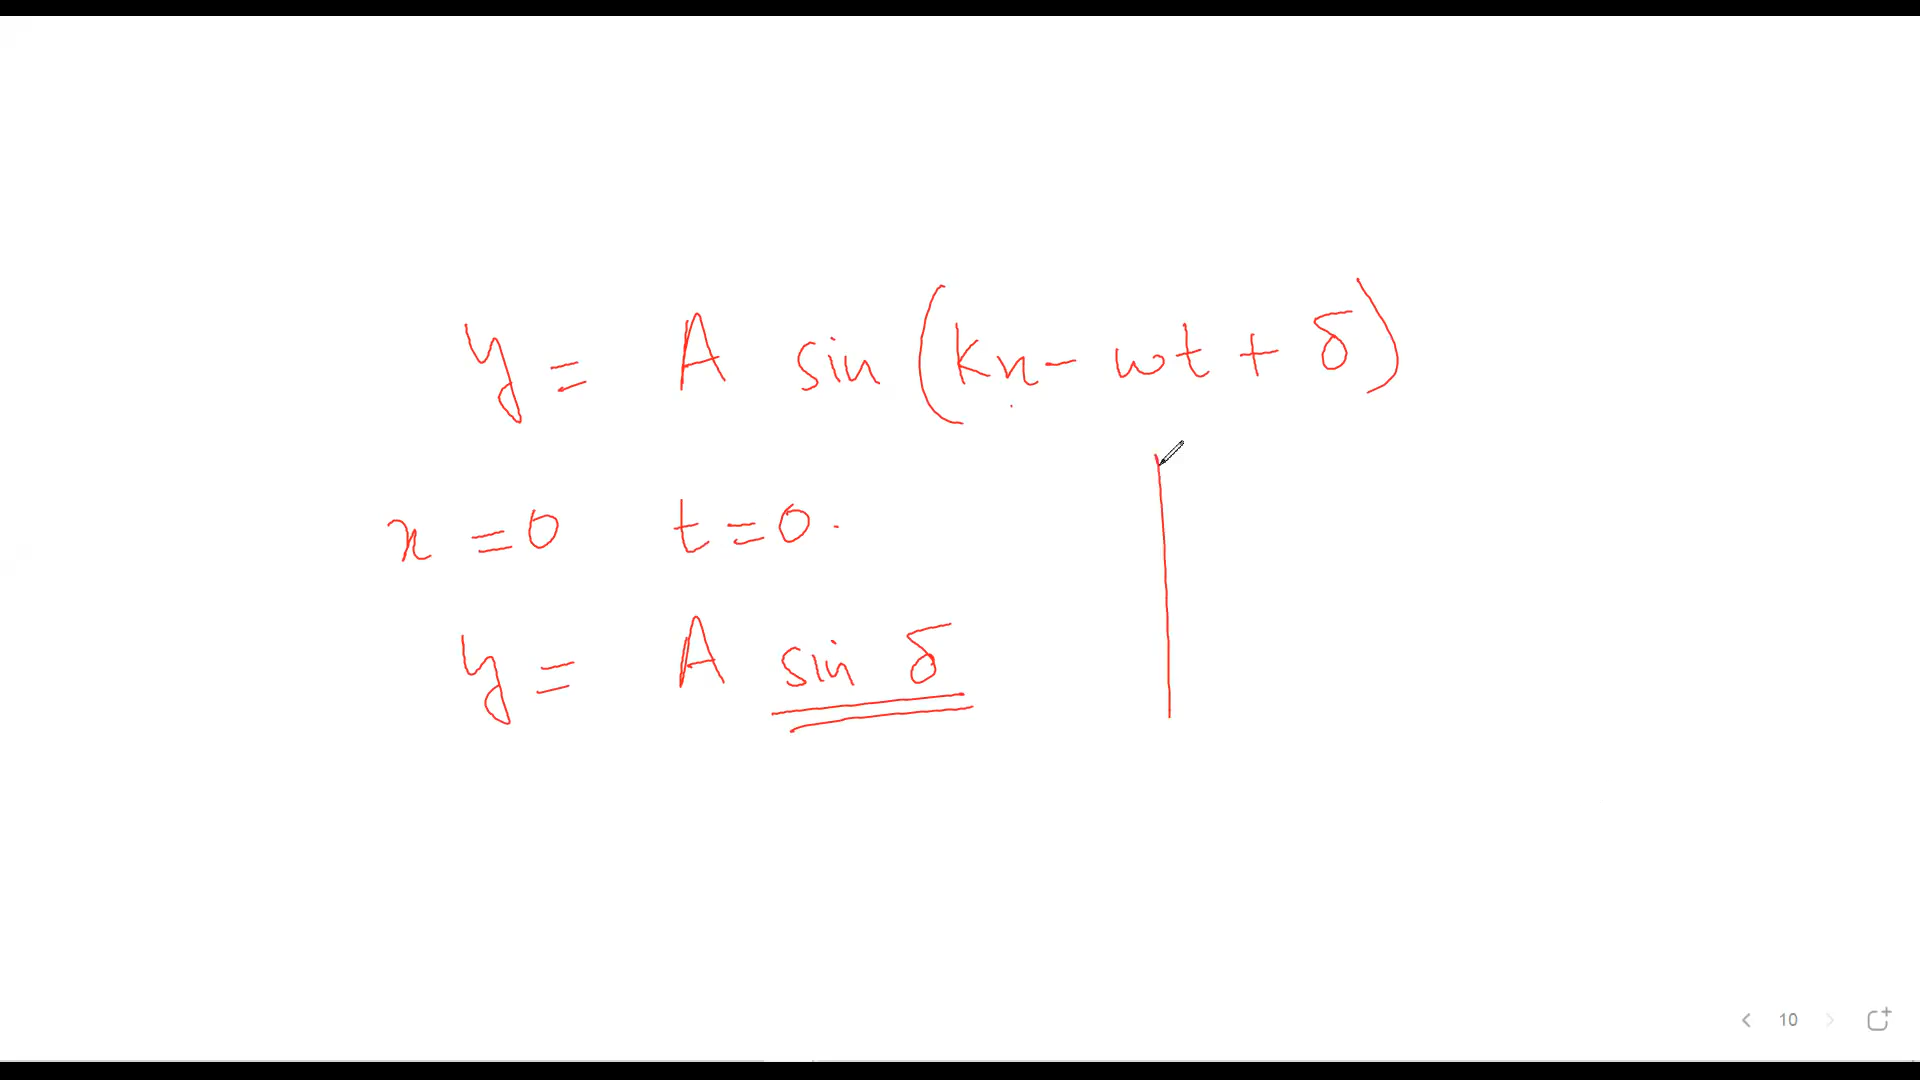 y = A sin (kx - ωt + δ)
x = 0 t = 0.
y = A sin δ
10